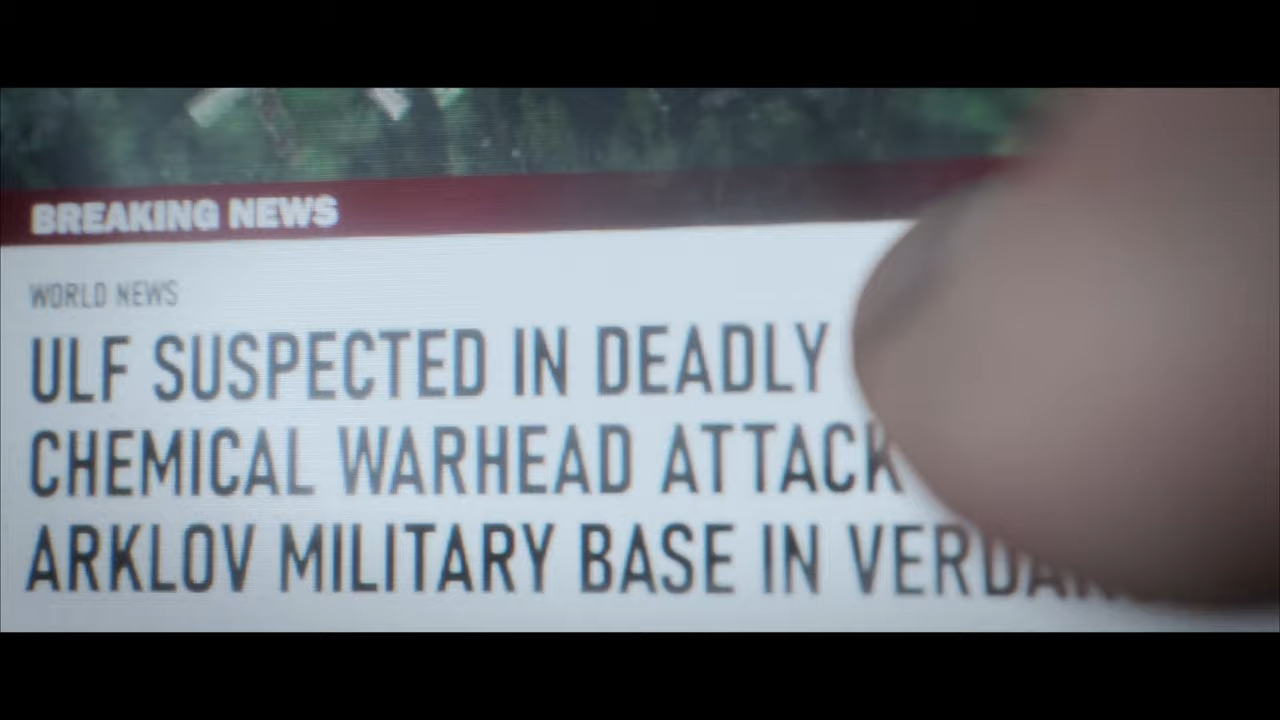 BREAKING NEWS
WORLD NEWS
ULF SUSPECTED IN DEADLY
CHEMICAL WARHEAD ATTACK
ARKLOV MILITARY BASE IN